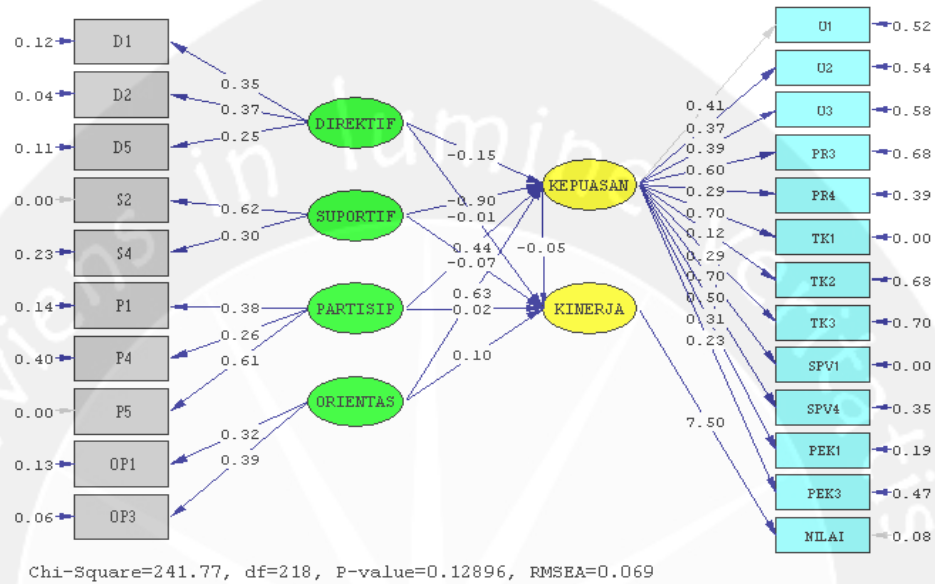 0.12 D1
0.04 D2
0.11 D5
0.00 S2
0.23 S4
0.14 P1
0.40 P4
0.00 P5
0.13 OP1
0.06 OP3
0.35
0.37
0.25
0.62
0.30
0.38
0.26
0.61
0.32
0.39
DIREKTIF
SUPORTIF
PARTISIP
ORIENTAS
-0.15
-0.90
-0.01
0.44
-0.07
0.63
0.02
0.10
-0.05
KEPUASAN
KINERJA
0.41
0.37
0.39
0.60
0.29
0.70
0.12
0.29
0.70
0.50
0.31
0.23
7.50
U1 0.52
U2 0.54
U3 0.58
PR3 0.68
PR4 0.39
TK1 0.00
TK2 0.68
TK3 0.70
SPV1 0.00
SPV4 0.35
PEK1 0.19
PEK3 0.47
NILAI 0.08
Chi-Square=241.77, df=218, P-value=0.12896, RMSEA=0.069
in lumine